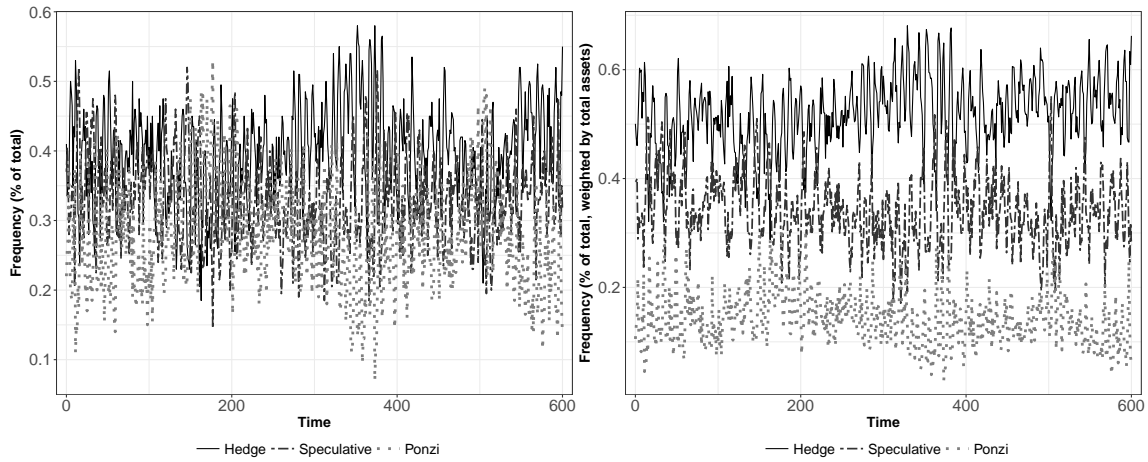 Frequency (% of total)
0.6
0.5
0.4
0.3
0.2
0.1
0 200 400 600
Time
Hedge Speculative Ponzi
Frequency (% of total, weighted by total assets)
0.6
0.4
0.2
0 200 400 600
Time
Hedge Speculative Ponzi